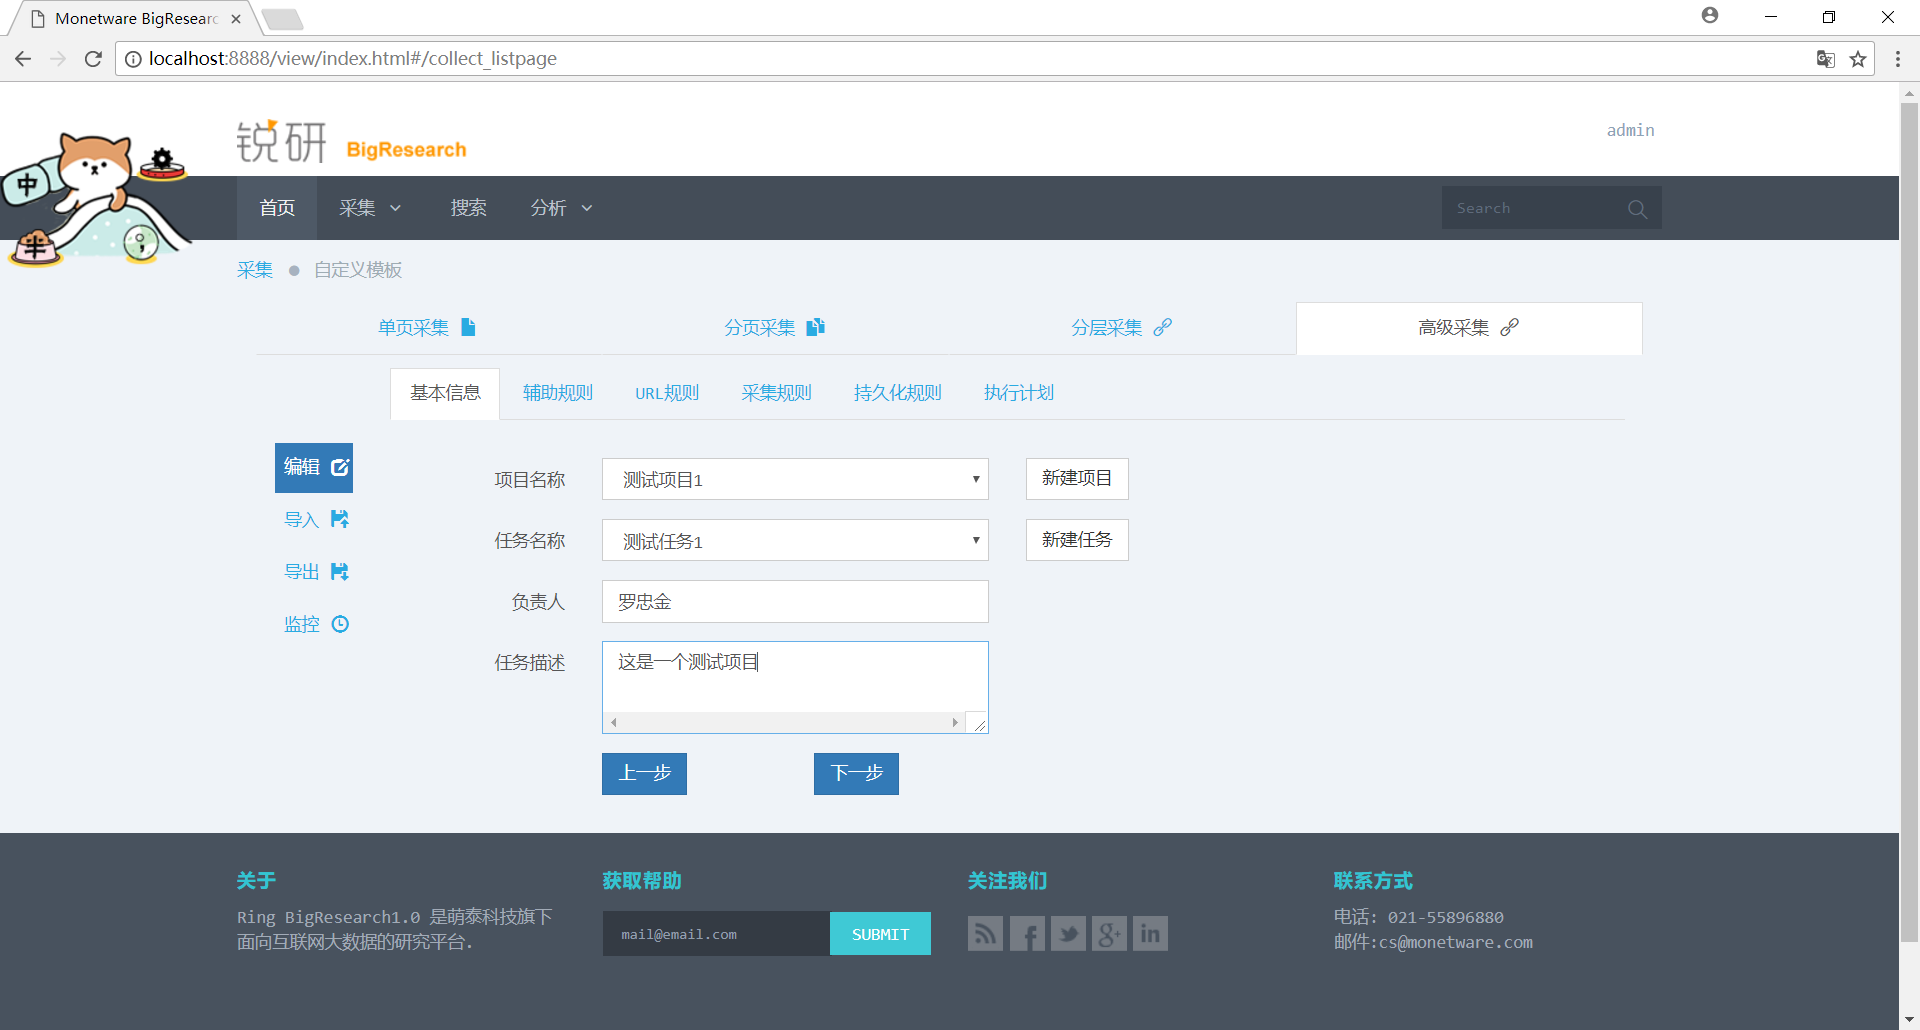 Monetware BigResearc
localhost:8888/view/index.html#/collect_listpage
锐研 BigResearch
admin
中
半
首页 采集 搜索 分析 Search
采集 自定义模板
单页采集 分页采集 分层采集 高级采集
基本信息 辅助规则 URL规则 采集规则 持久化规则 执行计划
编辑
导入
导出
监控
项目名称 测试项目1 新建项目
任务名称 测试任务1 新建任务
负责人 罗忠金
任务描述 这是一个测试项目
上一步 下一步
关于 获取帮助 关注我们 联系方式
Ring BigResearch1.0 是萌泰科技旗下
面向互联网大数据的研究平台.
mail@email.com SUBMIT
g+ in
电话: 021-55896880
邮件:cs@monetware.com